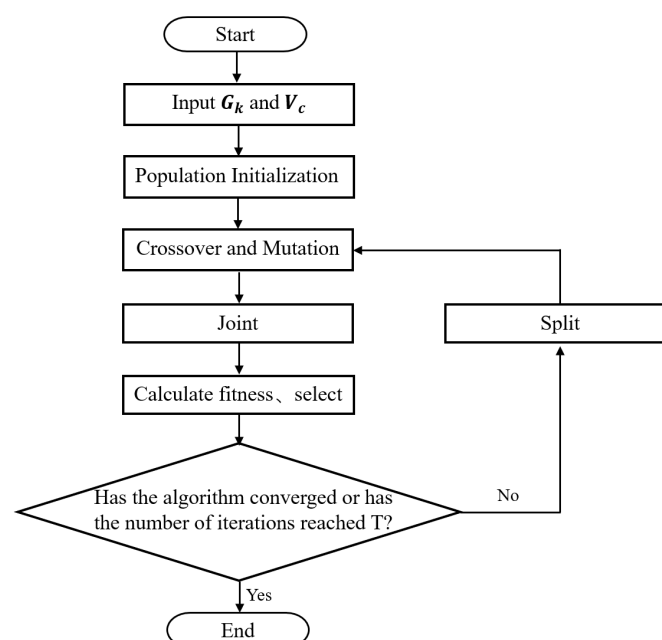 Start
Input G_k and V_c
Population Initialization
Crossover and Mutation
Joint
Split
Calculate fitness、select
Has the algorithm converged or has
the number of iterations reached T?
No
Yes
End